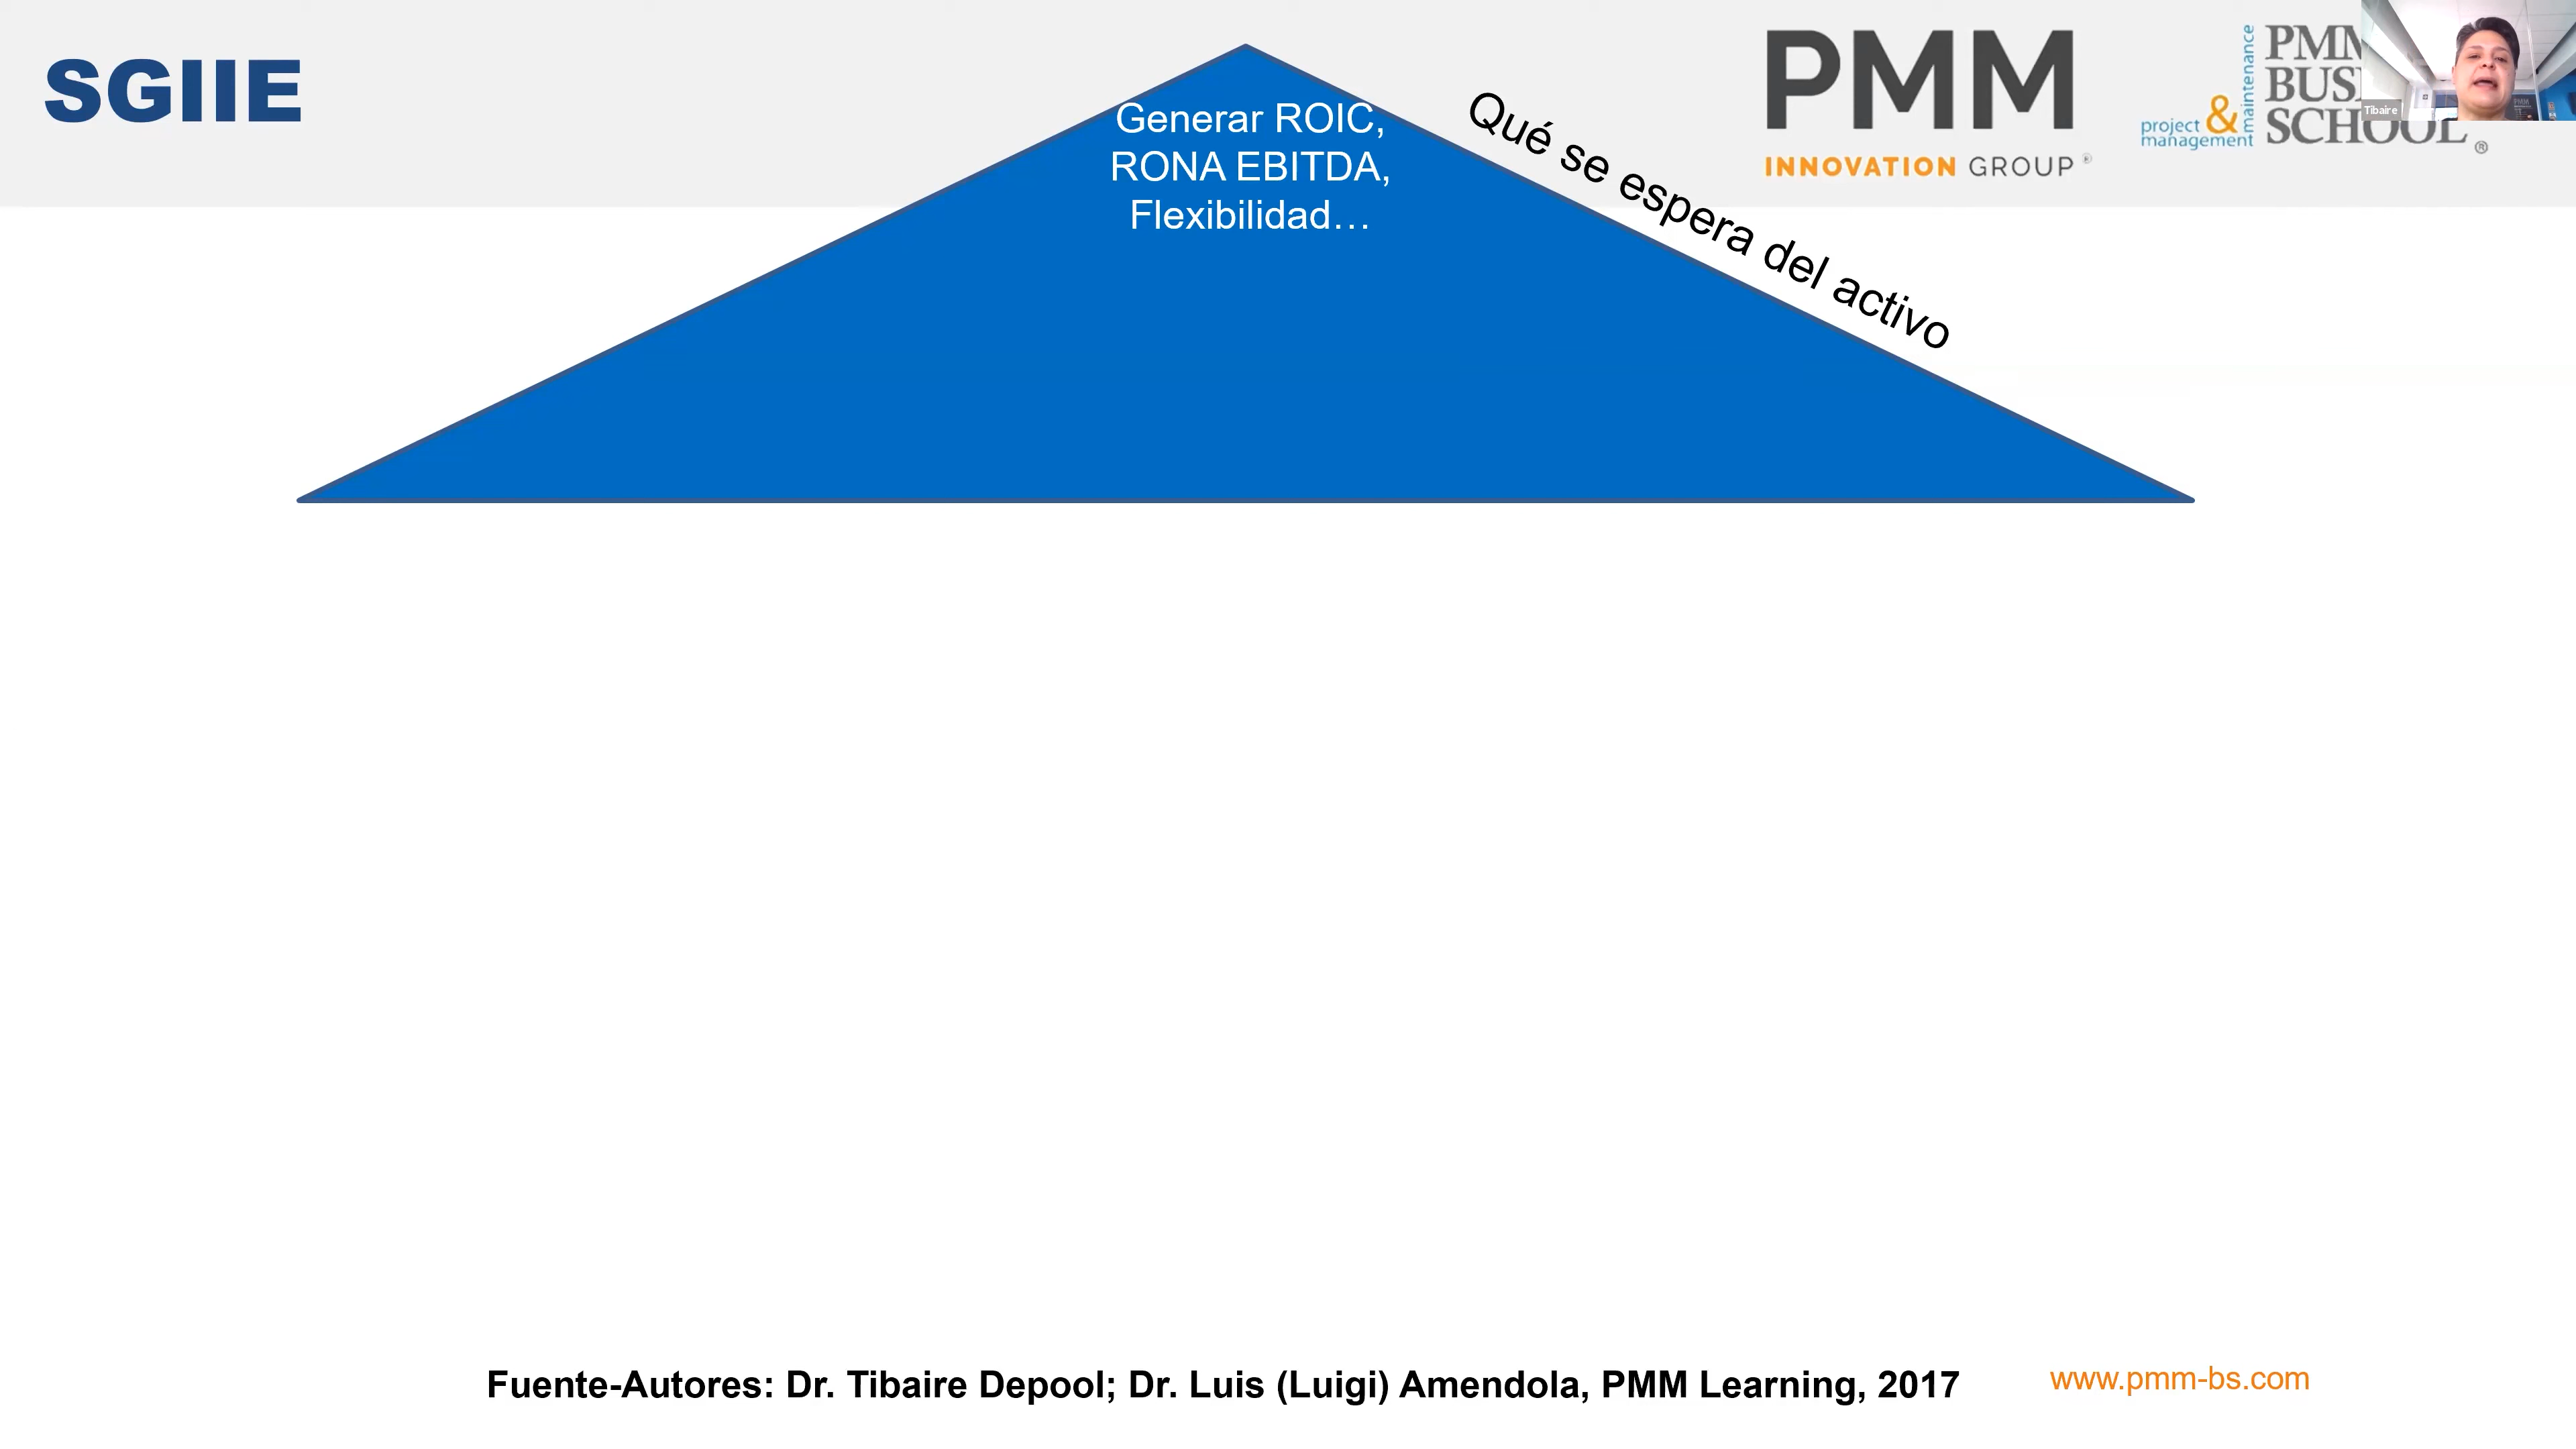 SGIIE
Generar ROIC,
RONA EBITDA,
Flexibilidad…
Qué se espera del activo
PMM
INNOVATION GROUP®
project & management
maintenance
SCHOOL®
Tibaire
Fuente-Autores: Dr. Tibaire Depool; Dr. Luis (Luigi) Amendola, PMM Learning, 2017
www.pmm-bs.com